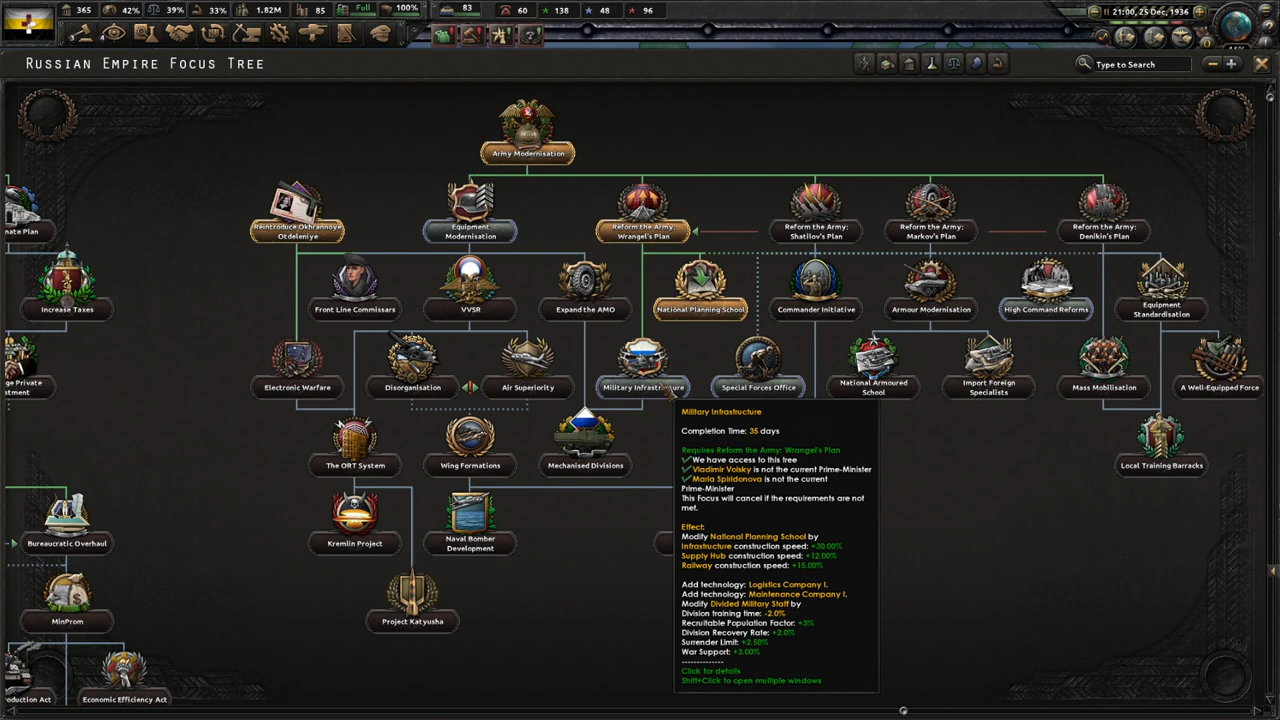 365 42% 39% 33% 1.82M 85 Full 100% 83 60 138 48 96 21:00, 25 Dec, 1936
Russian Empire Focus Tree
Type to Search
Army Modernisation
nate Plan
Reintroduce Okhrannoye Otdeleniye
Equipment Modernisation
Reform the Army: Wrangel's Plan
Reform the Army: Shatilov's Plan
Reform the Army: Markov's Plan
Reform the Army: Denikin's Plan
Increase Taxes
Front Line Commissars
VVSR
Expand the AMO
National Planning School
Commander Initiative
Armour Modernisation
High Command Reforms
Equipment Standardisation
ge Private
tment
Electronic Warfare
Disorganisation
Air Superiority
Military Infrastructure
Special Forces Office
National Armoured School
Import Foreign Specialists
Mass Mobilisation
A Well-Equipped Force
The ORT System
Wing Formations
Mechanised Divisions
Local Training Barracks
Bureaucratic Overhaul
Kremlin Project
Naval Bomber Development
MinProm
Project Katyusha
oduction Act
Economic Efficiency Act
Military Infrastructure
Completion Time: 35 days
Requires Reform the Army: Wrangel's Plan
We have access to this tree
Vladimir Volsky is not the current Prime-Minister
Maria Spiridonova is not the current
Prime-Minister
This Focus will cancel if the requirements are not
met.
Effect:
Modify National Planning School by
Infrastructure construction speed: +30.00%
Supply Hub construction speed: +12.00%
Railway construction speed: +15.00%
Add technology: Logistics Company I.
Add technology: Maintenance Company I.
Modify Divided Military Staff by
Division training time: -2.0%
Recruitable Population Factor: +3%
Division Recovery Rate: +2.0%
Surrender Limit: +2.50%
War Support: +3.00%
--------------
Click for details
Shift+Click to open multiple windows